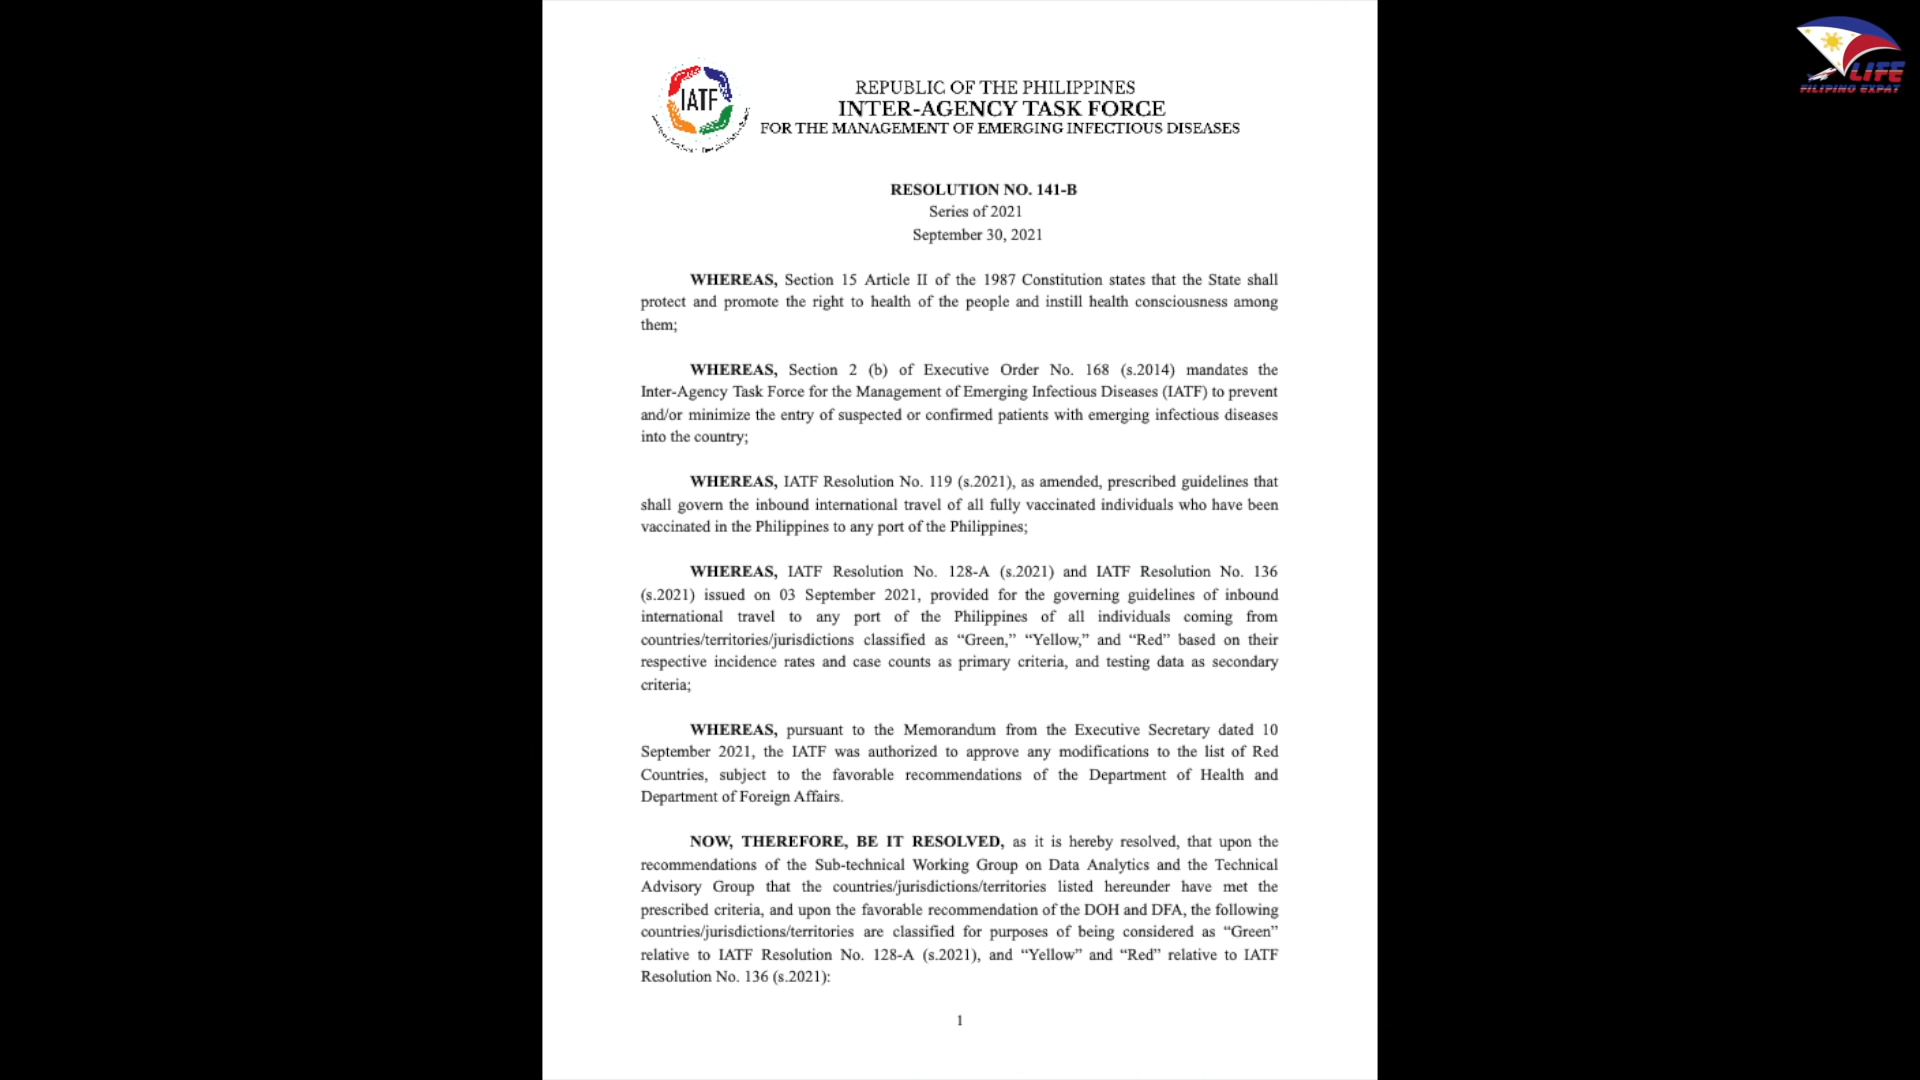 IATF
REPUBLIC OF THE PHILIPPINES
INTER-AGENCY TASK FORCE
FOR THE MANAGEMENT OF EMERGING INFECTIOUS DISEASES
LIFE
FILIPINO EXPAT
RESOLUTION NO. 141-B
Series of 2021
September 30, 2021
WHEREAS, Section 15 Article II of the 1987 Constitution states that the State shall
protect and promote the right to health of the people and instill health consciousness among
them;
WHEREAS, Section 2 (b) of Executive Order No. 168 (s.2014) mandates the
Inter-Agency Task Force for the Management of Emerging Infectious Diseases (IATF) to prevent
and/or minimize the entry of suspected or confirmed patients with emerging infectious diseases
into the country;
WHEREAS, IATF Resolution No. 119 (s.2021), as amended, prescribed guidelines that
shall govern the inbound international travel of all fully vaccinated individuals who have been
vaccinated in the Philippines to any port of the Philippines;
WHEREAS, IATF Resolution No. 128-A (s.2021) and IATF Resolution No. 136
(s.2021) issued on 03 September 2021, provided for the governing guidelines of inbound
international travel to any port of the Philippines of all individuals coming from
countries/territories/jurisdictions classified as “Green,” “Yellow,” and “Red” based on their
respective incidence rates and case counts as primary criteria, and testing data as secondary
criteria;
WHEREAS, pursuant to the Memorandum from the Executive Secretary dated 10
September 2021, the IATF was authorized to approve any modifications to the list of Red
Countries, subject to the favorable recommendations of the Department of Health and
Department of Foreign Affairs.
NOW, THEREFORE, BE IT RESOLVED, as it is hereby resolved, that upon the
recommendations of the Sub-technical Working Group on Data Analytics and the Technical
Advisory Group that the countries/jurisdictions/territories listed hereunder have met the
prescribed criteria, and upon the favorable recommendation of the DOH and DFA, the following
countries/jurisdictions/territories are classified for purposes of being considered as “Green”
relative to IATF Resolution No. 128-A (s.2021), and “Yellow” and “Red” relative to IATF
Resolution No. 136 (s.2021):
1